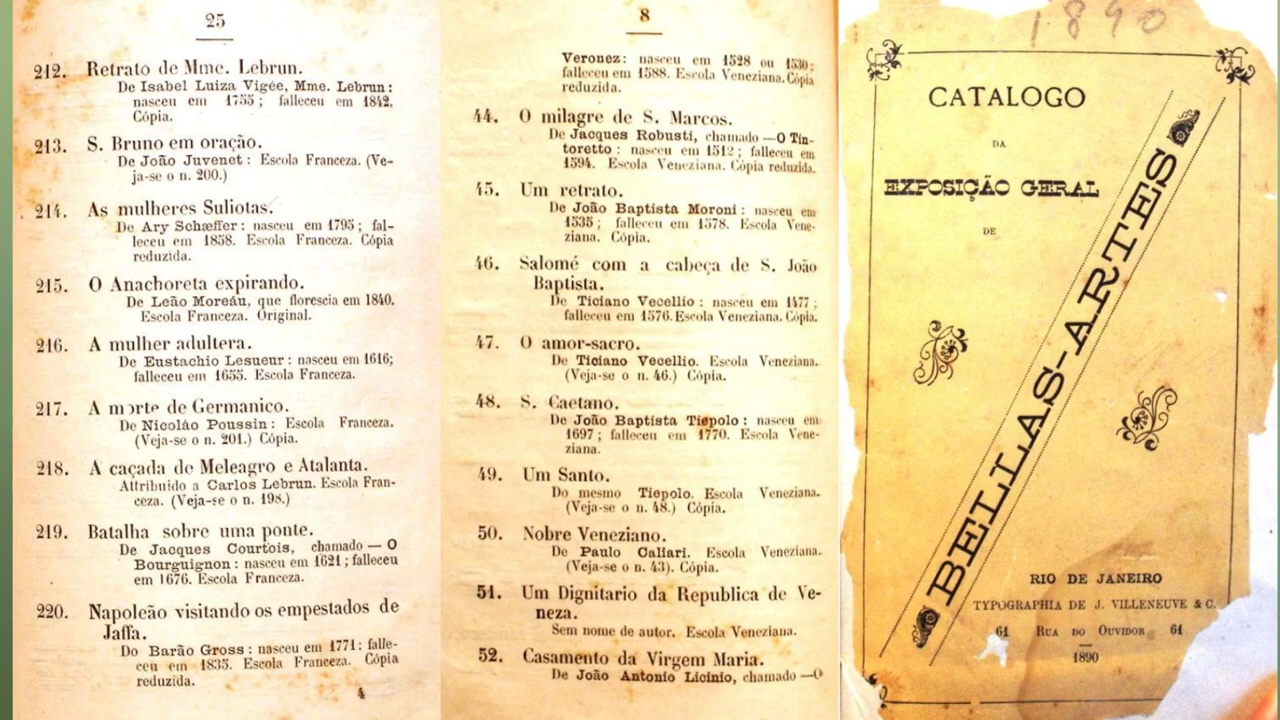 25
212. Retrato de Mme. Lebrun.
De Isabel Luiza Vigée, Mme. Lebrun:
nasceu em 1755; falleceu em 1842.
Cópia.
213. S. Bruno em oração.
De João Juvenet: Escola Franceza. (Ve-
ja-se o n. 200.)
214. As mulheres Suliotas.
De Ary Schæffer: nasceu em 1795; fal-
leceu em 1858. Escola Franceza. Cópia
reduzida.
215. O Anachoreta expirando.
De Leão Moreáu, que florescia em 1840.
Escola Franceza. Original.
216. A mulher adultera.
De Eustachio Lesueur: nasceu em 1616;
falleceu em 1655. Escola Franceza.
217. A morte de Germanico.
De Nicoláo Poussin: Escola Franceza.
(Veja-se o n. 201.) Cópia.
218. A caçada de Meleagro e Atalanta.
Attribuido a Carlos Lebrun. Escola Fran-
ceza. (Veja-se o n. 198.)
219. Batalha sobre uma ponte.
De Jacques Courtois, chamado — O
Bourguignon: nasceu em 1621; falleceu
em 1676. Escola Franceza.
220. Napoleão visitando os empestados de
Jaffa.
Do Barão Gross: nasceu em 1771: falle-
ceu em 1835. Escola Franceza. Cópia
reduzida.
4
8
Veronez: nasceu em 1528 ou 1530;
falleceu em 1588. Escola Veneziana. Cópia
reduzida.
44. O milagre de S. Marcos.
De Jacques Robusti, chamado — O Tin-
toretto: nasceu em 1512; falleceu em
1594. Escola Veneziana. Cópia reduzida.
45. Um retrato.
De João Baptista Moroni: nasceu em
1535; falleceu em 1578. Escola Vene-
ziana. Cópia.
46. Salomé com a cabeça de S. João
Baptista.
De Ticiano Vecellio: nasceu em 1477;
falleceu em 1576. Escola Veneziana. Cópia.
47. O amor-sacro.
De Ticiano Vecellio. Escola Veneziana.
(Veja-se o n. 46.) Cópia.
48. S. Caetano.
De João Baptista Tiepolo: nasceu em
1697; falleceu em 1770. Escola Vene-
ziana.
49. Um Santo.
Do mesmo Tiepolo. Escola Veneziana.
(Veja-se o n. 48.) Cópia.
50. Nobre Veneziano.
De Paulo Caliari. Escola Veneziana.
(Veja-se o n. 43). Cópia.
51. Um Dignitario da Republica de Ve-
neza.
Sem nome de autor. Escola Veneziana.
52. Casamento da Virgem Maria.
De João Antonio Licinio, chamado — O
1890
CATALOGO
DA
EXPOSIÇÃO GERAL
DE
BELLAS-ARTES
RIO DE JANEIRO
TYPOGRAPHIA DE J. VILLENEUVE & C.
61 RUA DO OUVIDOR 61
1890